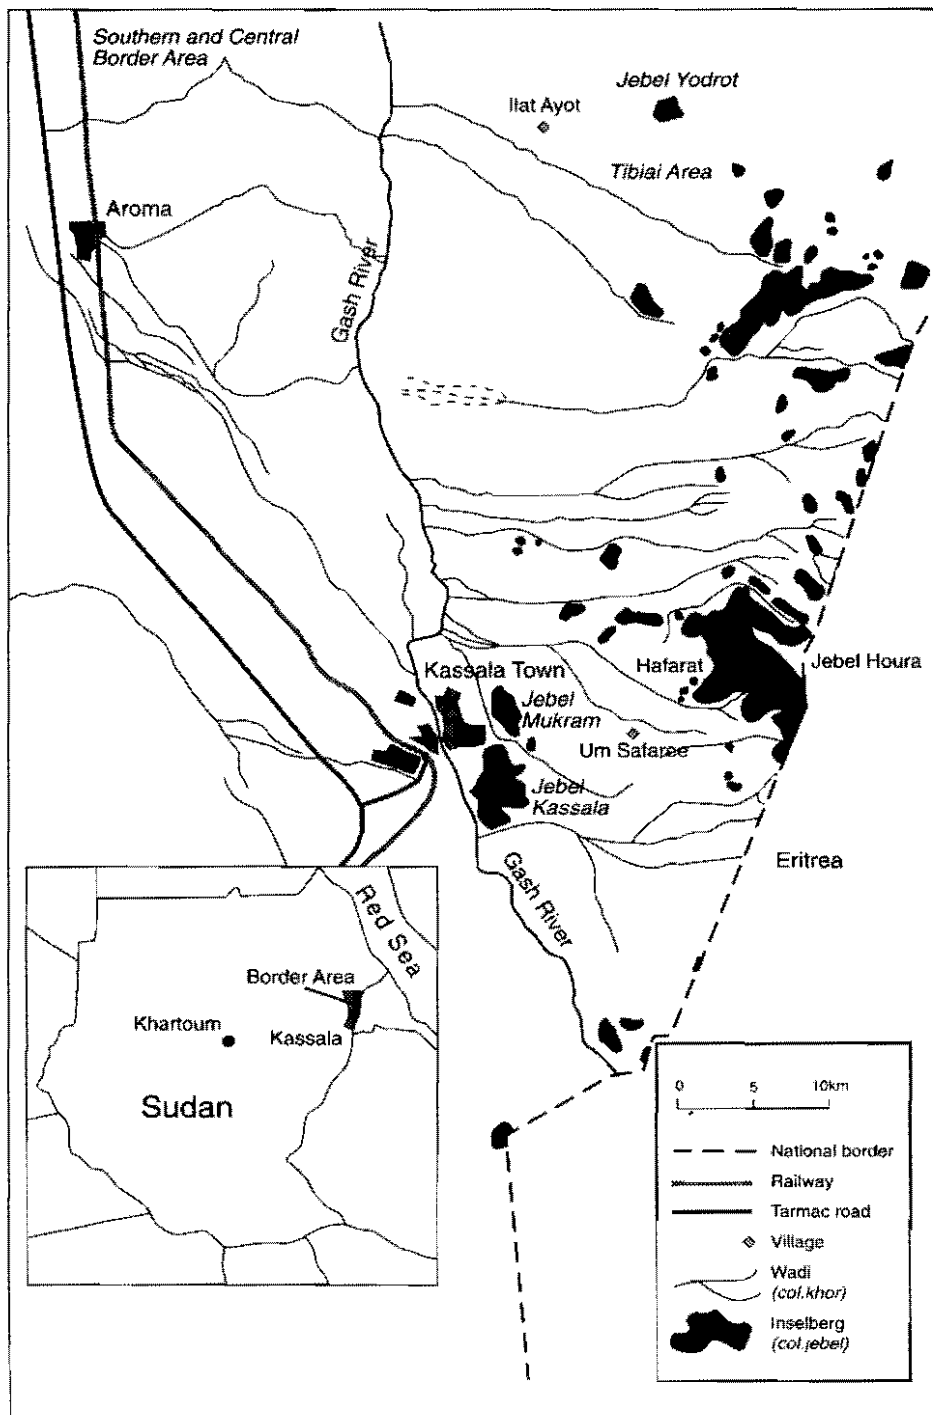 Southern and Central
Border Area
Jebel Yodrot
Ilat Ayot
Tibiai Area
Aroma
Gash River
Kassala Town
Hafarat
Jebel Houra
Jebel
Mukram
Um Safaree
Jebel
Kassala
Eritrea
Gash River
Red Sea
Border Area
Khartoum
Kassala
Sudan
0 5 10km
National border
Railway
Tarmac road
Village
Wadi
(col.khor)
Inselberg
(col.jebel)